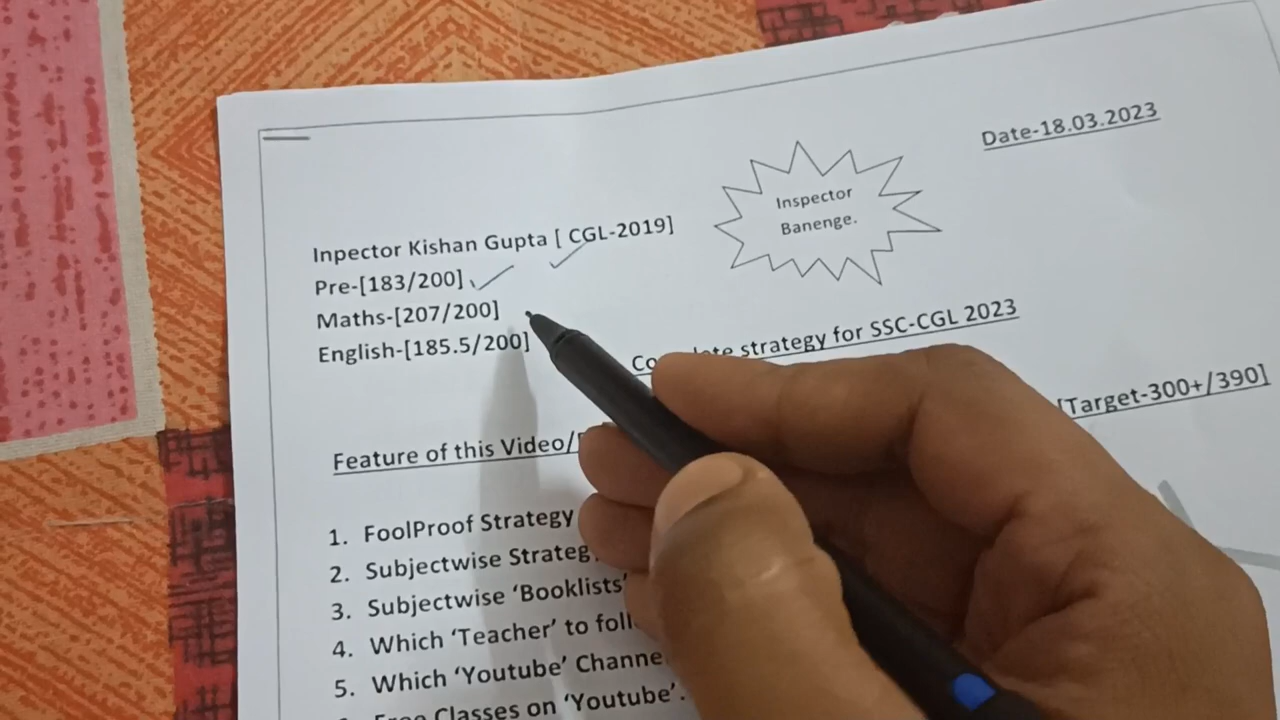 Date-18.03.2023
Inspector
Banenge.
Inpector Kishan Gupta [ CGL-2019]
Pre-[183/200]
Maths-[207/200]
English-[185.5/200]
strategy for SSC-CGL 2023
[Target-300+/390]
Feature of this Video/
1. FoolProof Strategy
2. Subjectwise
3. Subjectwise ‘Booklists’
4. Which ‘Teacher’ to
5. Which ‘Youtube’
Classes on ‘Youtube’.